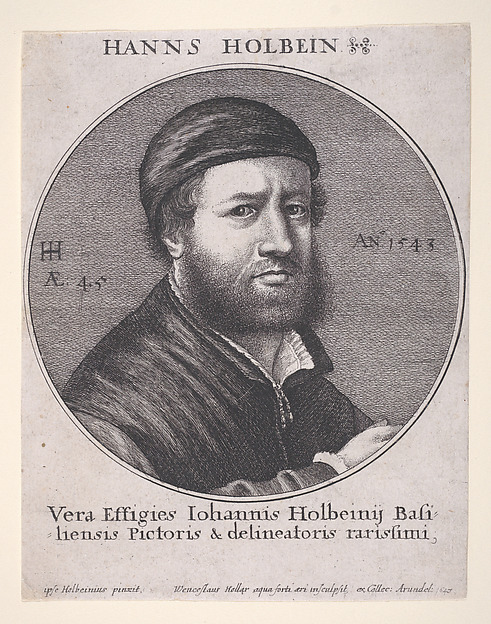 HANNS HOLBEIN
HH
Æ. 45
AN 1543
Vera Effigies Iohannis Holbeinij Basi⸗
⸗liensis Pictoris & delineatoris rarissimi,
ipse Holbeinius pinxit, Wenceslaus Hollar aqua forti æri insculpsit, ex Collec: Arundel: